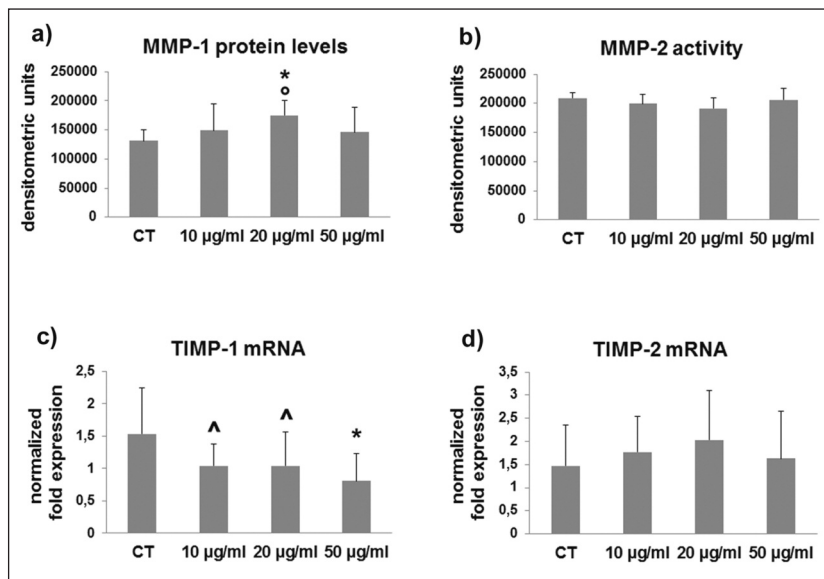 a)
MMP-1 protein levels
densitometric units
250000
200000
150000
100000
50000
0
*
°
CT 10 µg/ml 20 µg/ml 50 µg/ml
b)
MMP-2 activity
densitometric units
250000
200000
150000
100000
50000
0
CT 10 µg/ml 20 µg/ml 50 µg/ml
c)
TIMP-1 mRNA
normalized
fold expression
2,5
2
1,5
1
0,5
0
^ ^ *
CT 10 µg/ml 20 µg/ml 50 µg/ml
d)
TIMP-2 mRNA
normalized
fold expression
3,5
3
2,5
2
1,5
1
0,5
0
CT 10 µg/ml 20 µg/ml 50 µg/ml